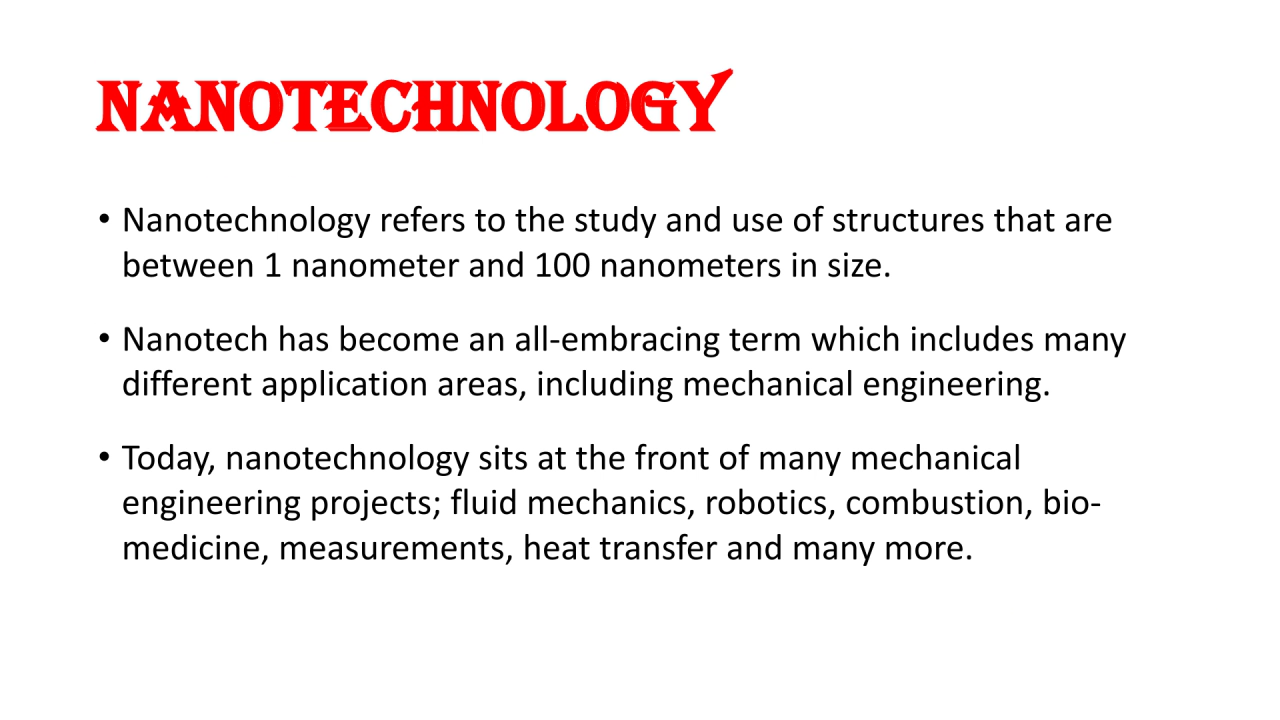 NANOTECHNOLOGY
• Nanotechnology refers to the study and use of structures that are
between 1 nanometer and 100 nanometers in size.
• Nanotech has become an all-embracing term which includes many
different application areas, including mechanical engineering.
• Today, nanotechnology sits at the front of many mechanical
engineering projects; fluid mechanics, robotics, combustion, bio-
medicine, measurements, heat transfer and many more.